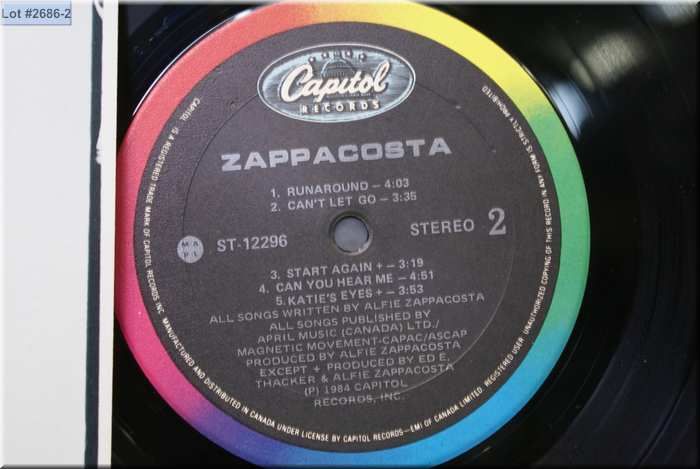 Lot #2686-2
Capitol
RECORDS
ZAPPACOSTA
1. RUNAROUND – 4:03
2. CAN'T LET GO – 3:35
MAPL
ST-12296
STEREO 2
3. START AGAIN + – 3:19
4. CAN YOU HEAR ME – 4:51
5. KATIE'S EYES + – 3:53
ALL SONGS WRITTEN BY ALFIE ZAPPACOSTA
ALL SONGS PUBLISHED BY
APRIL MUSIC (CANADA) LTD./
MAGNETIC MOVEMENT-CAPAC/ASCAP
PRODUCED BY ALFIE ZAPPACOSTA
EXCEPT + PRODUCED BY ED E.
THACKER & ALFIE ZAPPACOSTA
(P) 1984 CAPITOL
RECORDS, INC.
CAPITOL IS A REGISTERED TRADE MARK OF CAPITOL RECORDS INC. MANUFACTURED AND DISTRIBUTED IN CANADA UNDER LICENSE BY CAPITOL RECORDS—EMI OF CANADA LIMITED, REGISTERED USER. UNAUTHORIZED COPYING OF THIS RECORD IN ANY FORM IS STRICTLY PROHIBITED